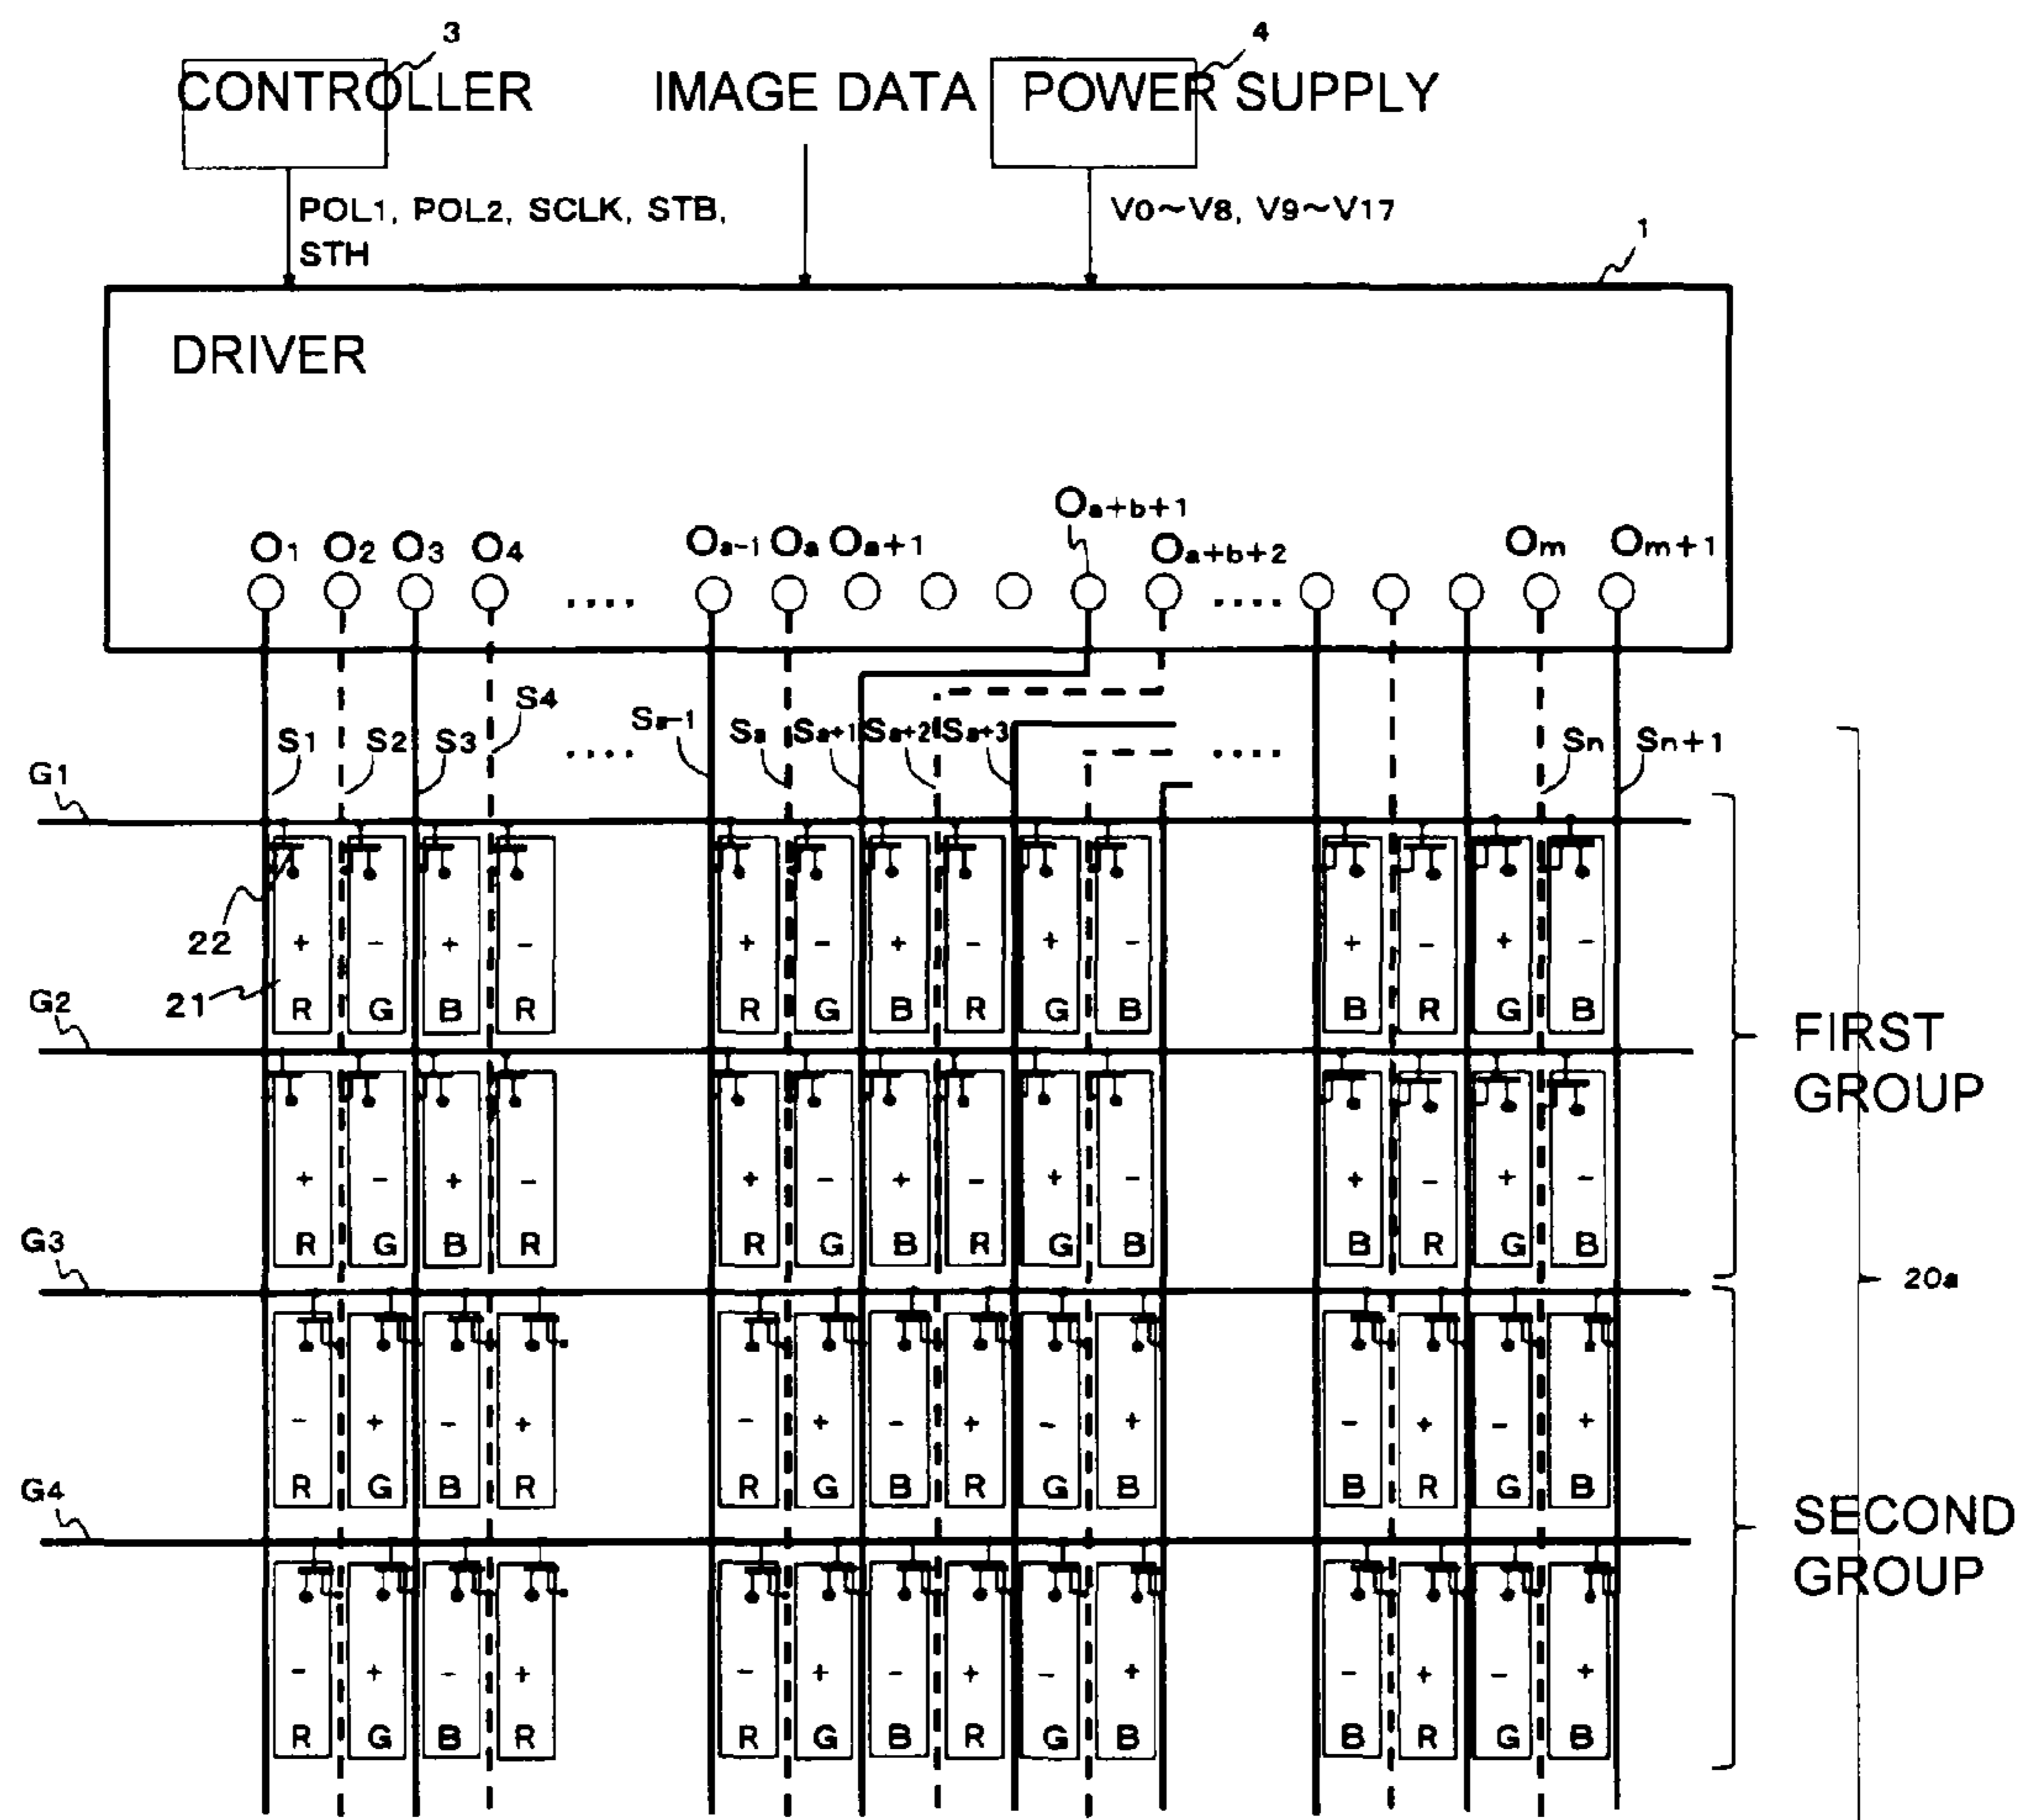 3
4
CONTROLLER IMAGE DATA POWER SUPPLY
POL1, POL2, SCLK, STB,
STH
V0~V8, V9~V17
1
DRIVER
Oa+b+1
O1 O2 O3 O4 Oa-1 Oa Oa+1 Oa+b+2 Om Om+1
.... ....
S1 S2 S3 S4 .... Sa-1 Sa Sa+1 Sa+2 Sa+3 .... Sn Sn+1
G1
22
+ - + - + - + - + - + - + -
21
R G B R R G B R G B B R G B
G2
FIRST
GROUP
+ - + - + - + - + - + - + -
R G B R R G B R G B B R G B
G3
20a
- + - + - + - + - + - + - +
R G B R R G B R G B B R G B
G4
SECOND
GROUP
- + - + - + - + - + - + - +
R G B R R G B R G B B R G B